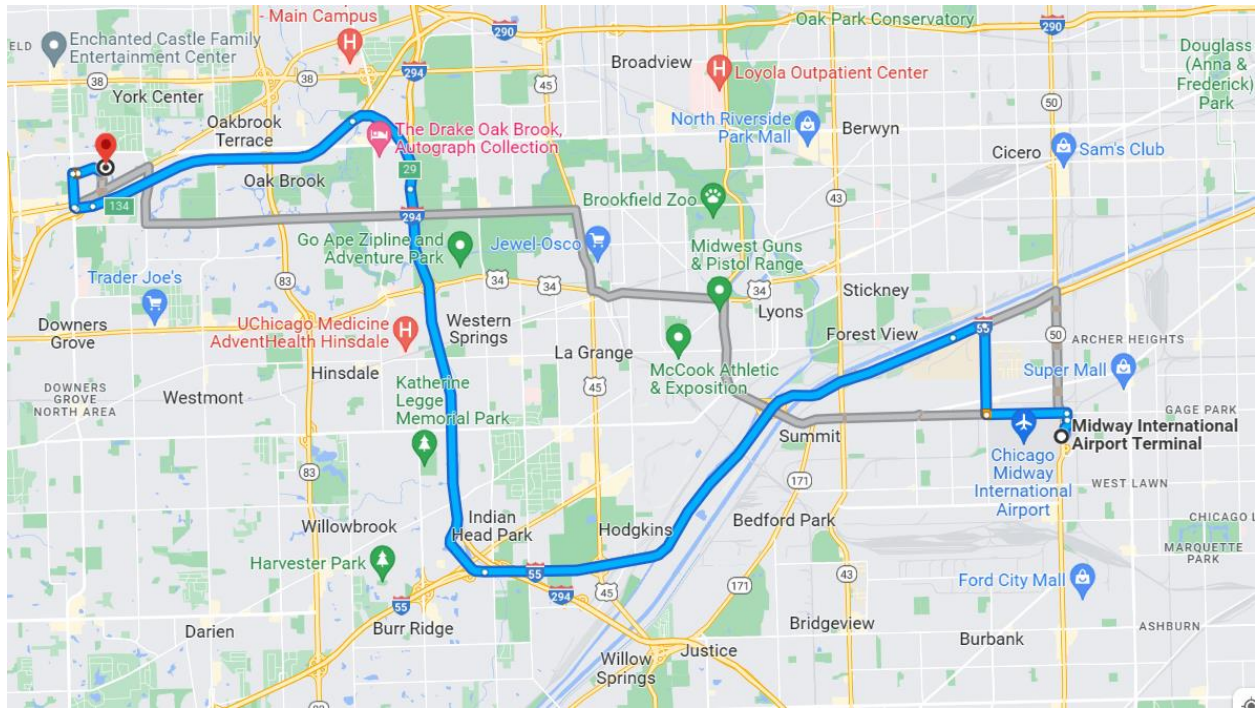 - Main Campus
290
Oak Park Conservatory
ELD
Enchanted Castle Family
Entertainment Center
H
294
45
Broadview
H
Loyola Outpatient Center
Douglass
(Anna &
Frederick)
Park
38
38
38
York Center
50
Oakbrook
Terrace
The Drake Oak Brook,
Autograph Collection
North Riverside
Park Mall
Berwyn
Cicero
Sam's Club
29
Oak Brook
43
134
294
Brookfield Zoo
Go Ape Zipline and
Adventure Park
Jewel-Osco
Midwest Guns
& Pistol Range
Trader Joe's
83
34
34
34
Stickney
Lyons
UChicago Medicine
AdventHealth Hinsdale
H
Western
Springs
Forest View
55
50
Downers
Grove
La Grange
ARCHER HEIGHTS
Hinsdale
McCook Athletic
& Exposition
Super Mall
DOWNERS
GROVE
NORTH AREA
Westmont
Katherine
Legge
Memorial Park
45
GAGE PARK
Midway International
Airport Terminal
Summit
Chicago
Midway
International
Airport
83
171
WEST LAWN
Willowbrook
Indian
Head Park
Hodgkins
Bedford Park
CHICAGO L
MARQUETTE
PARK
Harvester Park
55
171
43
Ford City Mall
294
45
55
Burr Ridge
Darien
Bridgeview
Burbank
ASHBURN
Willow
Springs
Justice